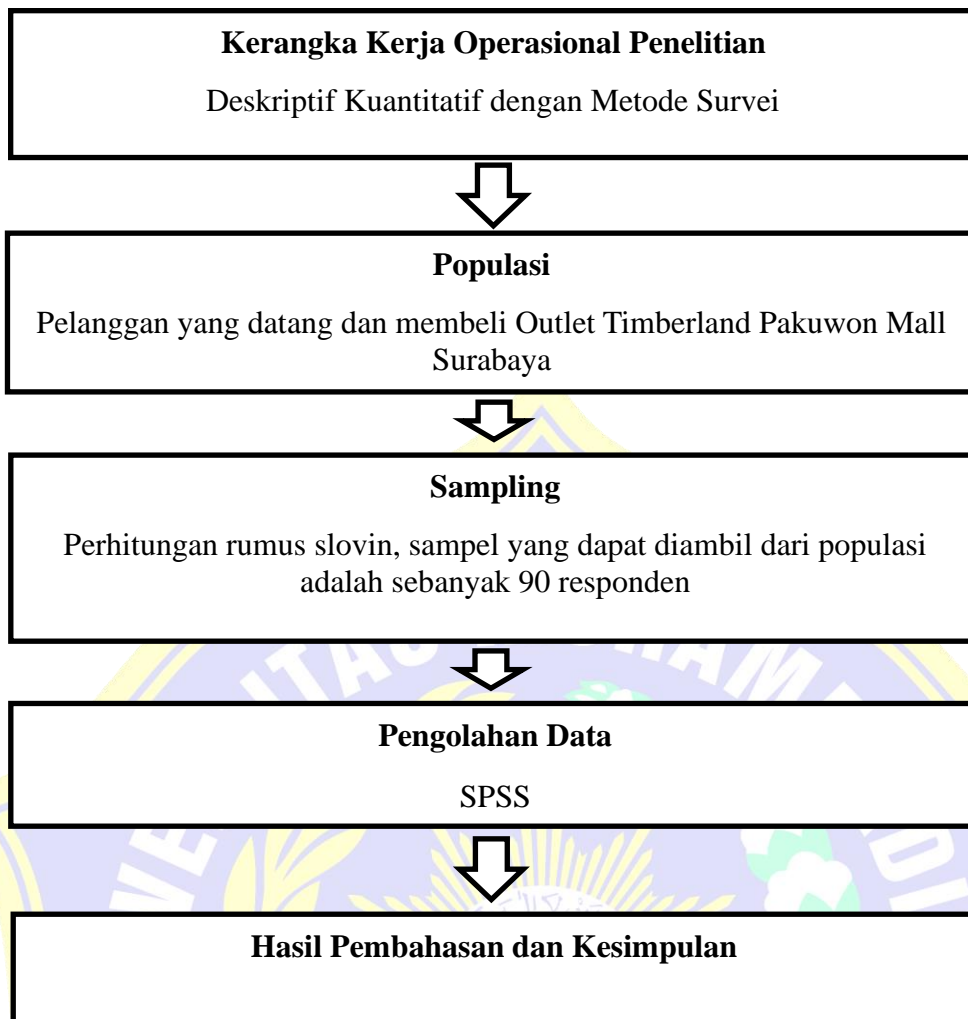 Kerangka Kerja Operasional Penelitian
Deskriptif Kuantitatif dengan Metode Survei
Populasi
Pelanggan yang datang dan membeli Outlet Timberland Pakuwon Mall
Surabaya
Sampling
Perhitungan rumus slovin, sampel yang dapat diambil dari populasi
adalah sebanyak 90 responden
Pengolahan Data
SPSS
Hasil Pembahasan dan Kesimpulan